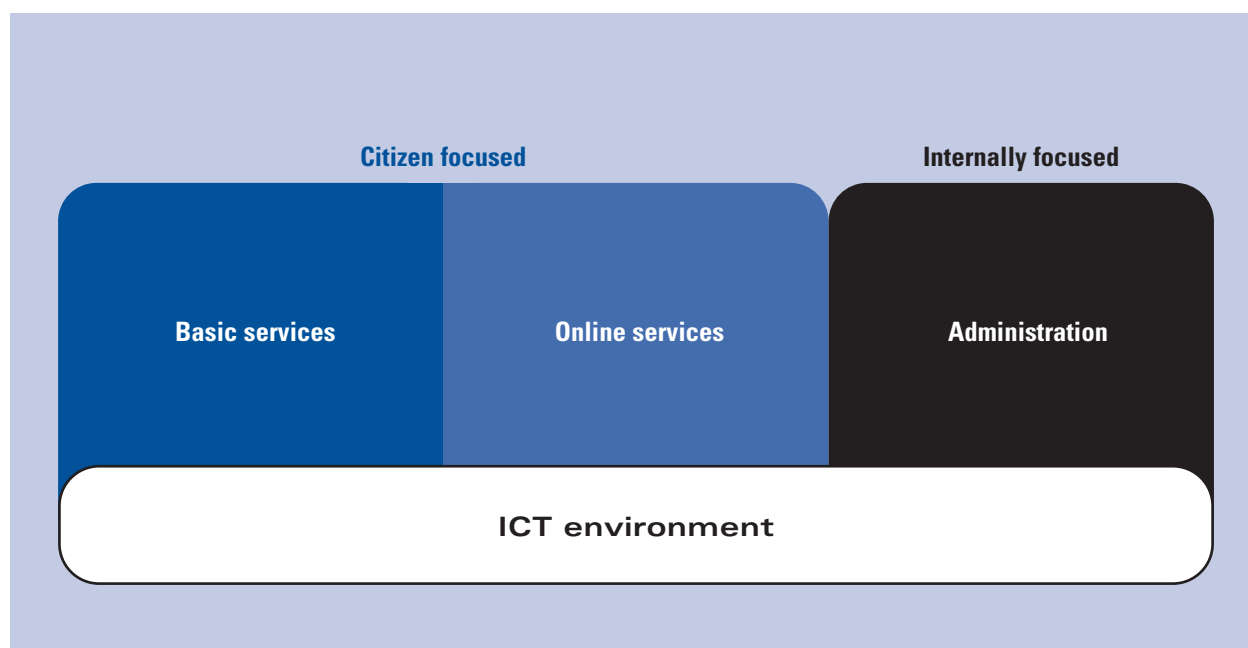 Citizen focused
Internally focused
Basic services
Online services
Administration
ICT environment